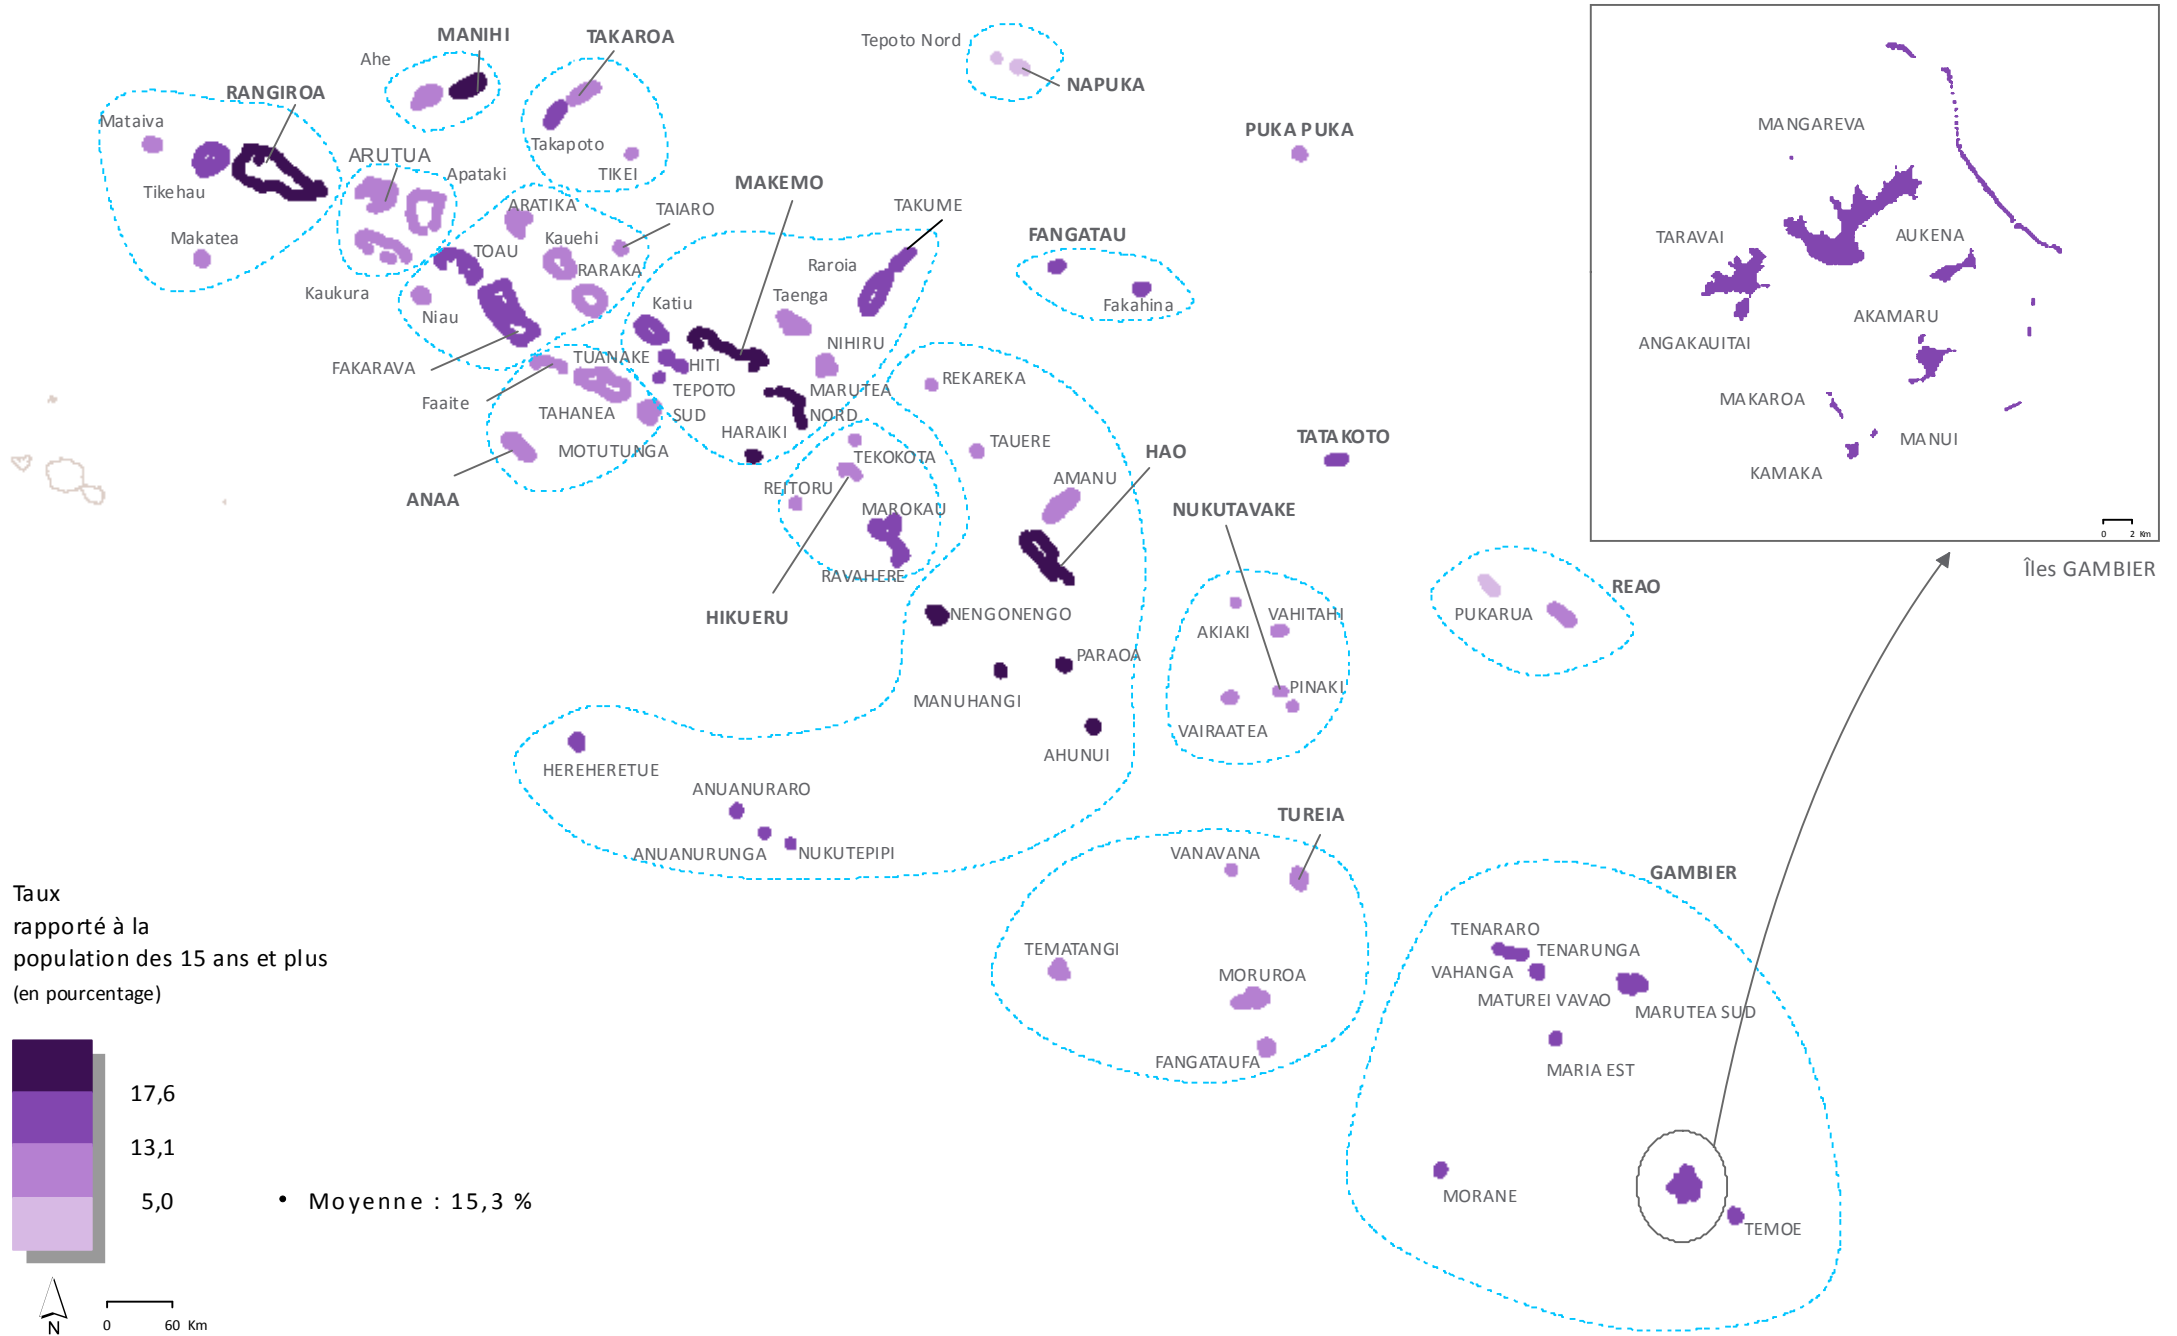 MANIHI
TAKAROA
Tepoto Nord
Ahe
NAPUKA
RANGIROA
Mataiva
MANGAREVA
PUKA PUKA
Takapoto
ARUTUA
Apataki
TIKEI
MAKEMO
Tikehau
ARATIKA
TAIARO
TAKUME
Makatea
TOAU
Kauehi
FANGATAU
TARAVAI
AUKENA
RARAKA
Raroia
Kaukura
Niau
Katiu
Taenga
Fakahina
AKAMARU
NIHIRU
ANGAKAUITAI
FAKARAVA
TUANAKE
HITI
REKAREKA
Faaite
TEPOTO
SUD
MARUTEA
NORD
MAKAROA
TAHANEA
HARAIKI
TAUERE
TATAKOTO
MANUI
MOTUTUNGA
TEKOKOTA
HAO
KAMAKA
ANAA
REITORU
AMANU
MAROKAU
NUKUTAVAKE
0 2 Km
RAVAHERE
Îles GAMBIER
REAO
HIKUERU
NENGONENGO
VAHITAHI
PUKARUA
AKIAKI
PARAOA
PINAKI
MANUHANGI
VAIRAATEA
AHUNUI
HEREHERETUE
ANUANURARO
TUREIA
ANUANURUNGA
NUKUTEPIPI
VANAVANA
GAMBIER
Taux
rapporté à la
population des 15 ans et plus
(en pourcentage)
TENARARO
TEMATANGI
TENARUNGA
MORUROA
VAHANGA
MATUREI VAVAO
MARUTEA SUD
FANGATAUFA
MARIA EST
17,6
13,1
5,0
• Moyenne : 15,3 %
MORANE
TEMOE
N
0 60 Km